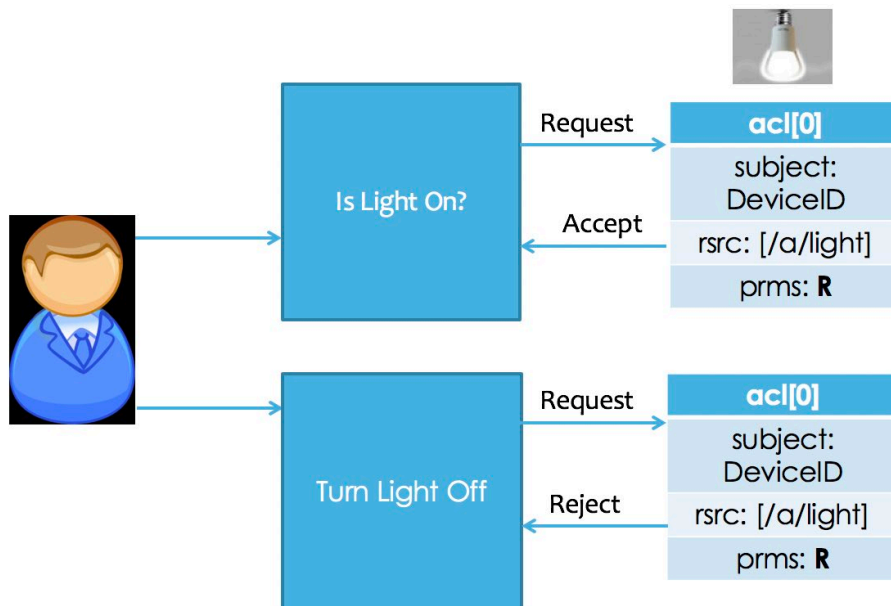 Is Light On?
Request
Accept
acl[0]
subject:
DeviceID
rsrc: [/a/light]
prms: R
Turn Light Off
Request
Reject
acl[0]
subject:
DeviceID
rsrc: [/a/light]
prms: R